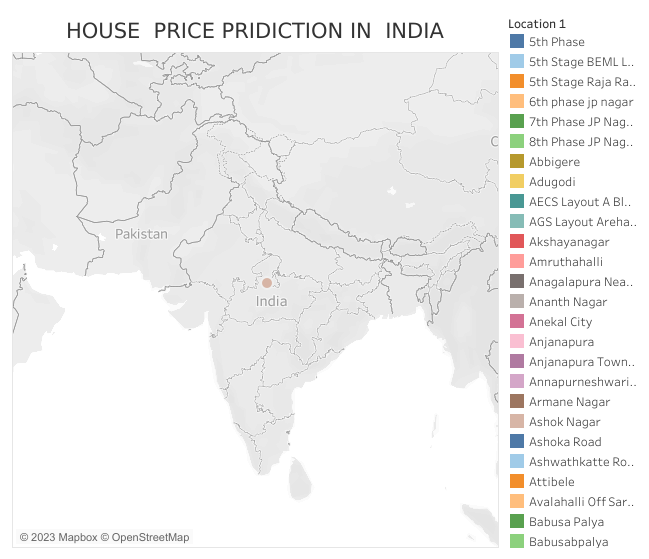 HOUSE  PRICE PRIDICTION IN  INDIA
Location 1
5th Phase
5th Stage BEML L..
5th Stage Raja Ra..
6th phase jp nagar
7th Phase JP Nag..
8th Phase JP Nag..
Abbigere
Adugodi
AECS Layout A Bl..
AGS Layout Areha..
Akshayanagar
Amruthahalli
Anagalapura Nea..
Ananth Nagar
Anekal City
Anjanapura
Anjanapura Town..
Annapurneshwari..
Armane Nagar
Ashok Nagar
Ashoka Road
Ashwathkatte Ro..
Attibele
Avalahalli Off Sar..
Babusa Palya
Babusabpalya
C
Pakistan
India
© 2023 Mapbox © OpenStreetMap